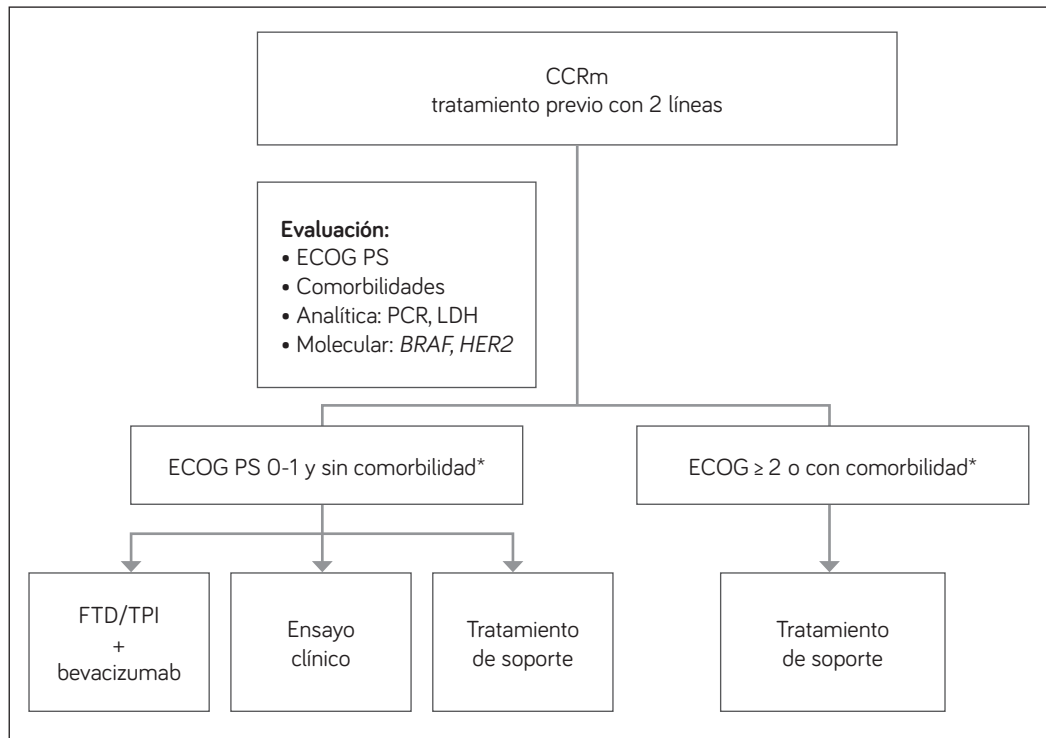 CCRm
tratamiento previo con 2 líneas
Evaluación:
• ECOG PS
• Comorbilidades
• Analítica: PCR, LDH
• Molecular: BRAF, HER2
ECOG PS 0-1 y sin comorbilidad*
ECOG ≥ 2 o con comorbilidad*
FTD/TPI
+
bevacizumab
Ensayo
clínico
Tratamiento
de soporte
Tratamiento
de soporte